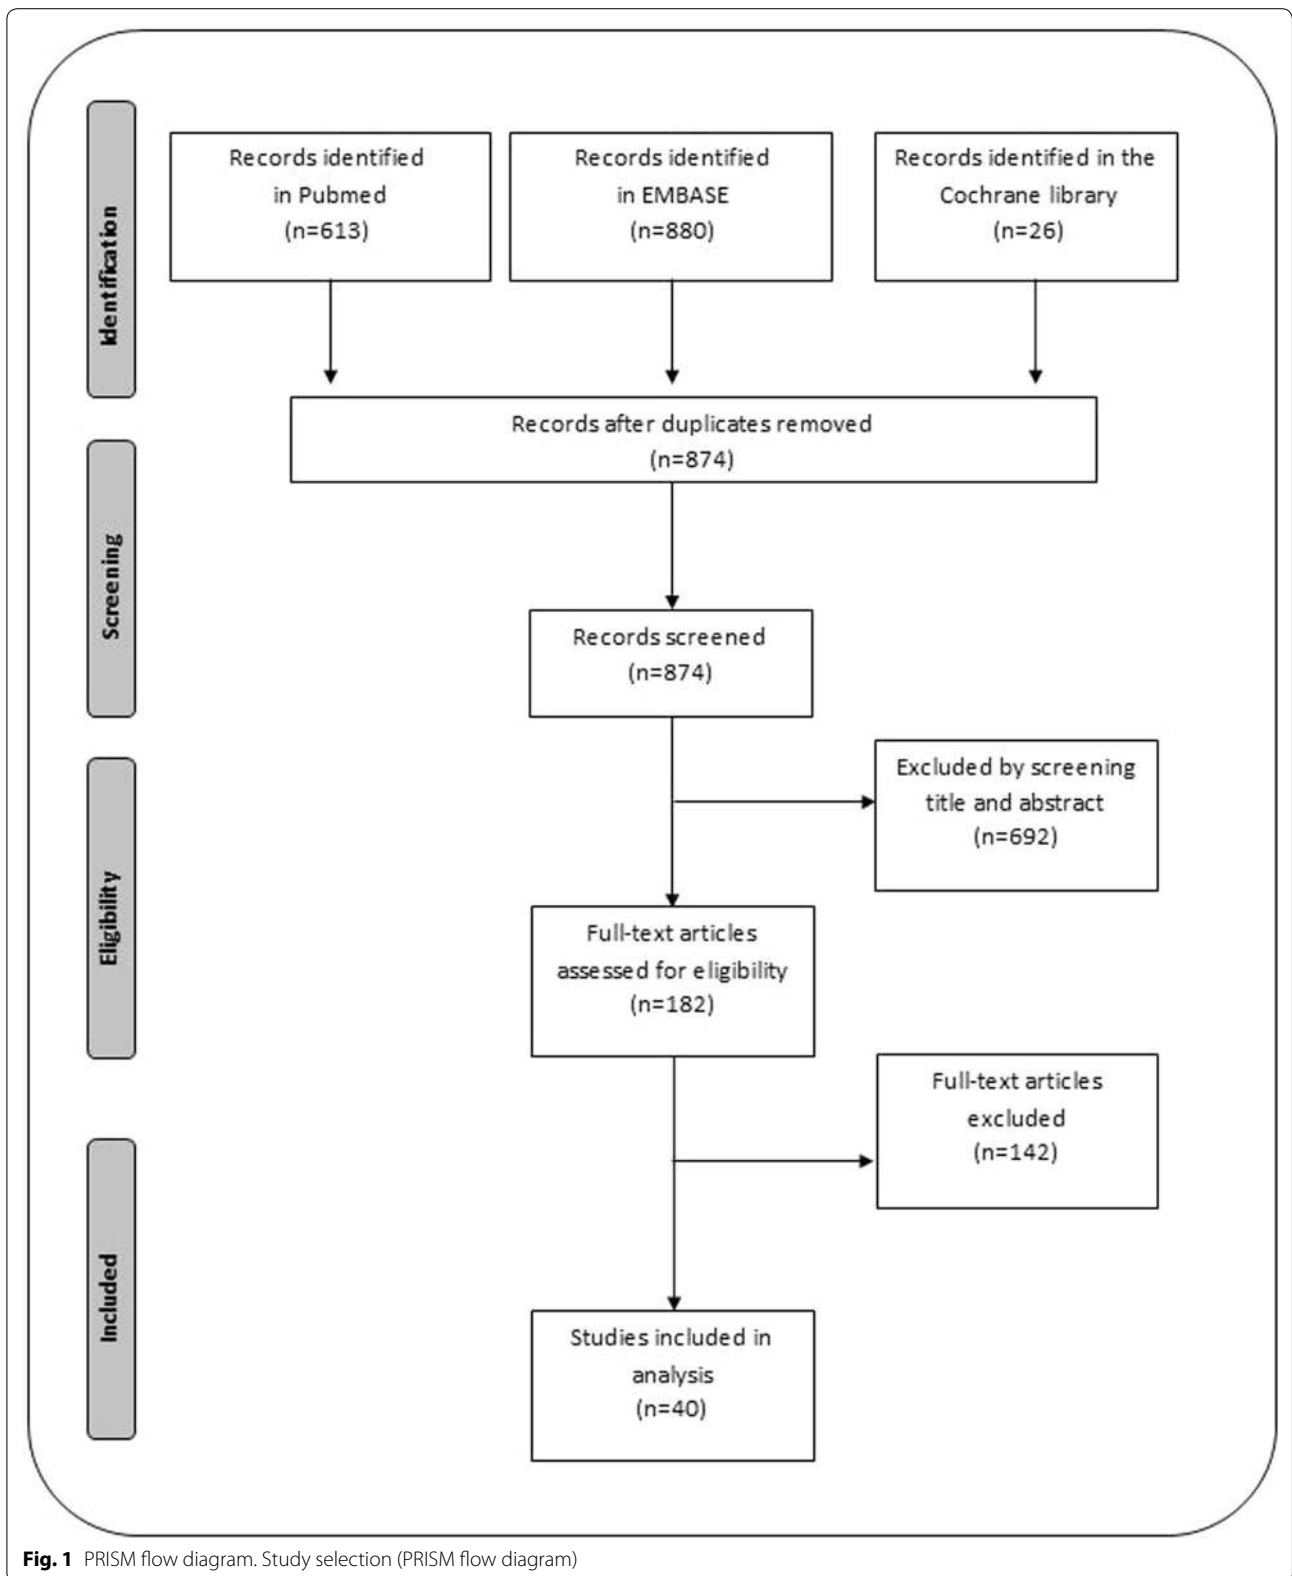 Identification
Records identified
in Pubmed
(n=613)
Records identified
in EMBASE
(n=880)
Records identified in the
Cochrane library
(n=26)
Records after duplicates removed
(n=874)
Screening
Records screened
(n=874)
Excluded by screening
title and abstract
(n=692)
Eligibility
Full-text articles
assessed for eligibility
(n=182)
Full-text articles
excluded
(n=142)
Included
Studies included in
analysis
(n=40)
Fig. 1 PRISM flow diagram. Study selection (PRISM flow diagram)